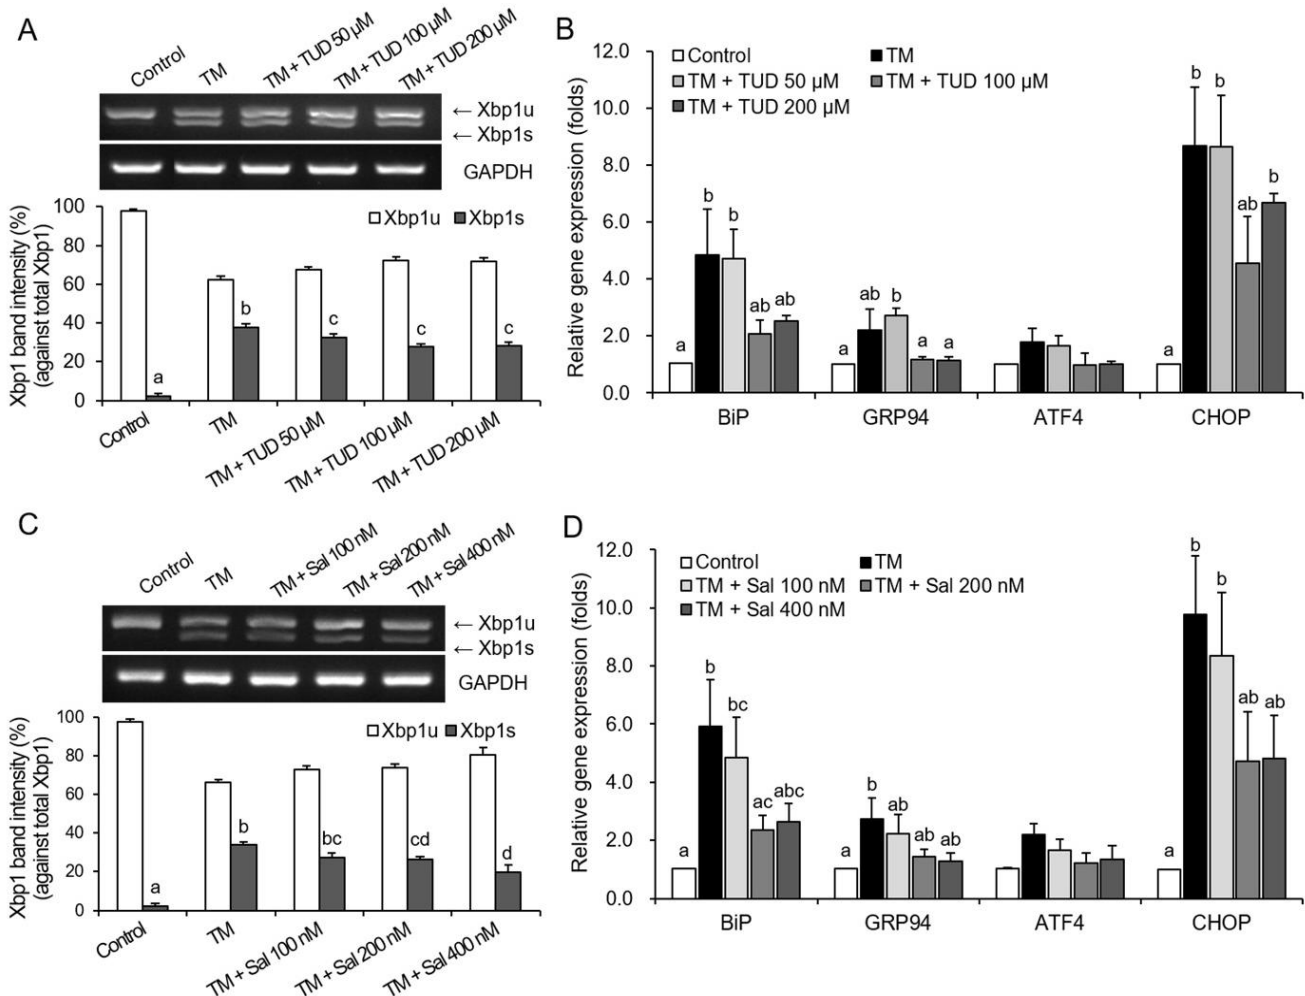 A
Control
TM
TM + TUD 50 µM
TM + TUD 100 µM
TM + TUD 200 µM
← Xbp1u
← Xbp1s
GAPDH
Xbp1 band intensity (%)
(against total Xbp1)
100
80
60
40
20
0
Xbp1u Xbp1s
a
b
c
c
c
Control
TM
TM + TUD 50 µM
TM + TUD 100 µM
TM + TUD 200 µM
B
Relative gene expression (folds)
12.0
10.0
8.0
6.0
4.0
2.0
0.0
Control TM
TM + TUD 50 µM TM + TUD 100 µM
TM + TUD 200 µM
a b b ab ab
a ab b a a
a b b ab b
BiP GRP94 ATF4 CHOP
C
Control
TM
TM + Sal 100 nM
TM + Sal 200 nM
TM + Sal 400 nM
← Xbp1u
← Xbp1s
GAPDH
Xbp1 band intensity (%)
(against total Xbp1)
100
80
60
40
20
0
Xbp1u Xbp1s
a
b
bc
cd
d
Control
TM
TM + Sal 100 nM
TM + Sal 200 nM
TM + Sal 400 nM
D
Relative gene expression (folds)
12.0
10.0
8.0
6.0
4.0
2.0
0.0
Control TM
TM + Sal 100 nM TM + Sal 200 nM
TM + Sal 400 nM
a b bc ac abc
a b ab ab ab
a b b ab ab
BiP GRP94 ATF4 CHOP